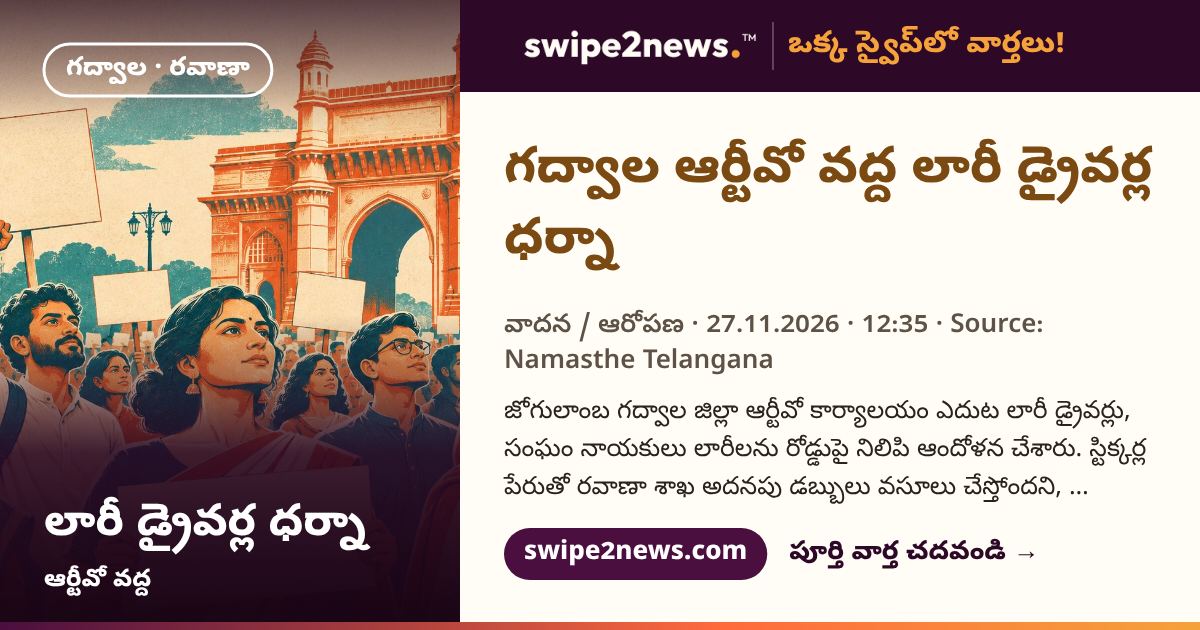 గద్వాల · రవాణా
swipe2news.™ ఒక్క స్వైప్‌లో వార్తలు!
గద్వాల ఆర్టీవో వద్ద లారీ డ్రైవర్ల
ధర్నా
వాదన / ఆరోపణ · 27.11.2026 · 12:35 · Source:
Namasthe Telangana
జోగులాంబ గద్వాల జిల్లా ఆర్టీవో కార్యాలయం ఎదుట లారీ డ్రైవర్లు,
సంఘం నాయకులు లారీలను రోడ్డుపై నిలిపి ఆందోళన చేశారు. స్టిక్కర్ల
పేరుతో రవాణా శాఖ అదనపు డబ్బులు వసూలు చేస్తోందని, ...
swipe2news.com పూర్తి వార్త చదవండి →
లారీ డ్రైవర్ల ధర్నా
ఆర్టీవో వద్ద